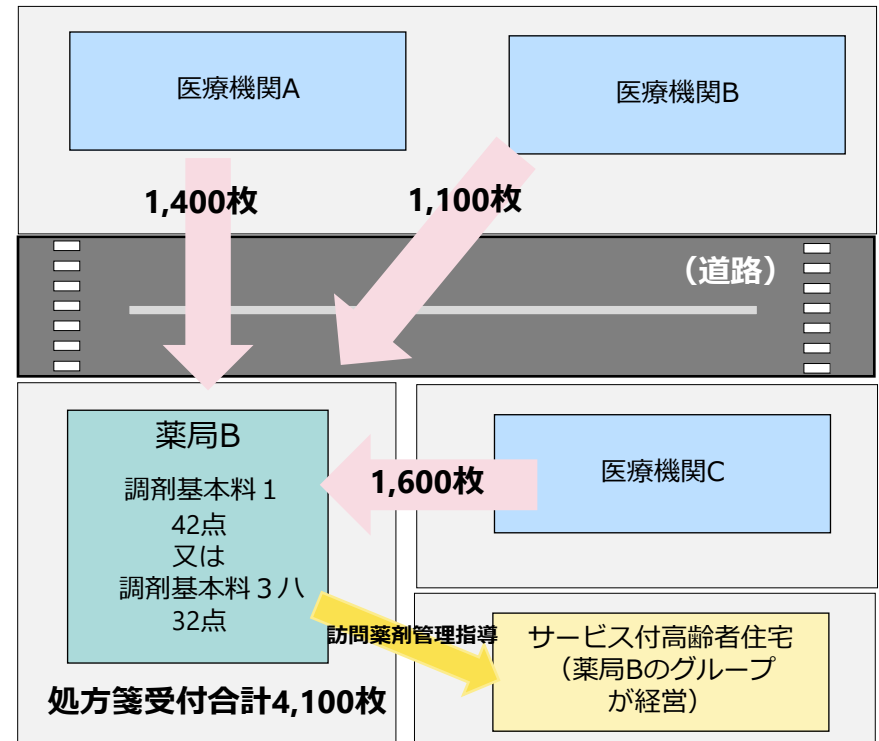 医療機関A
医療機関B
1,400枚
1,100枚
（道路）
薬局B
調剤基本料１
42点
又は
調剤基本料３ハ
32点
処方箋受付合計4,100枚
1,600枚
医療機関C
訪問薬剤管理指導
サービス付高齢者住宅
（薬局Bのグループ
が経営）